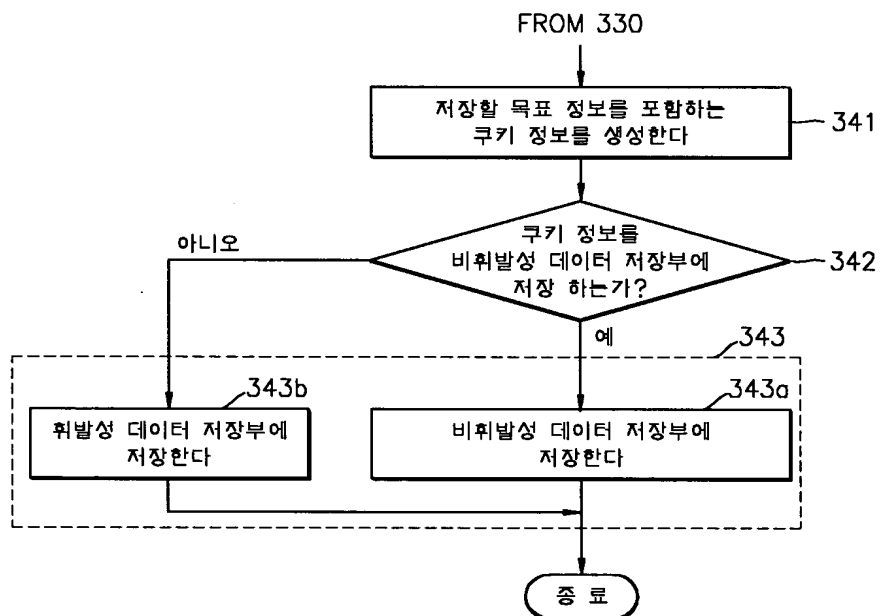 FROM 330
저장할 목표 정보를 포함하는
쿠키 정보를 생성한다
341
쿠키 정보를
비휘발성 데이터 저장부에
저장 하는가?
342
아니오
예
343
343b
343a
휘발성 데이터 저장부에
저장한다
비휘발성 데이터 저장부에
저장한다
종 료